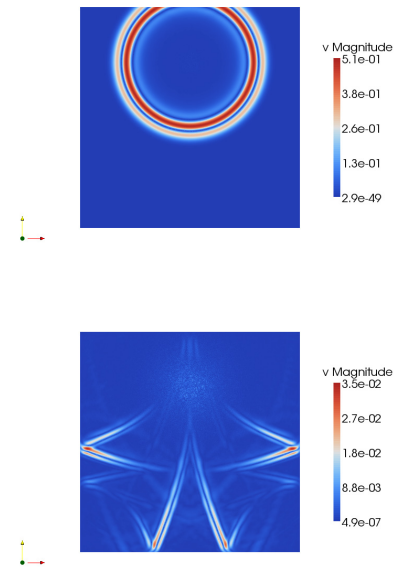 v Magnitude
5.1e-01
3.8e-01
2.6e-01
1.3e-01
2.9e-49
v Magnitude
3.5e-02
2.7e-02
1.8e-02
8.8e-03
4.9e-07